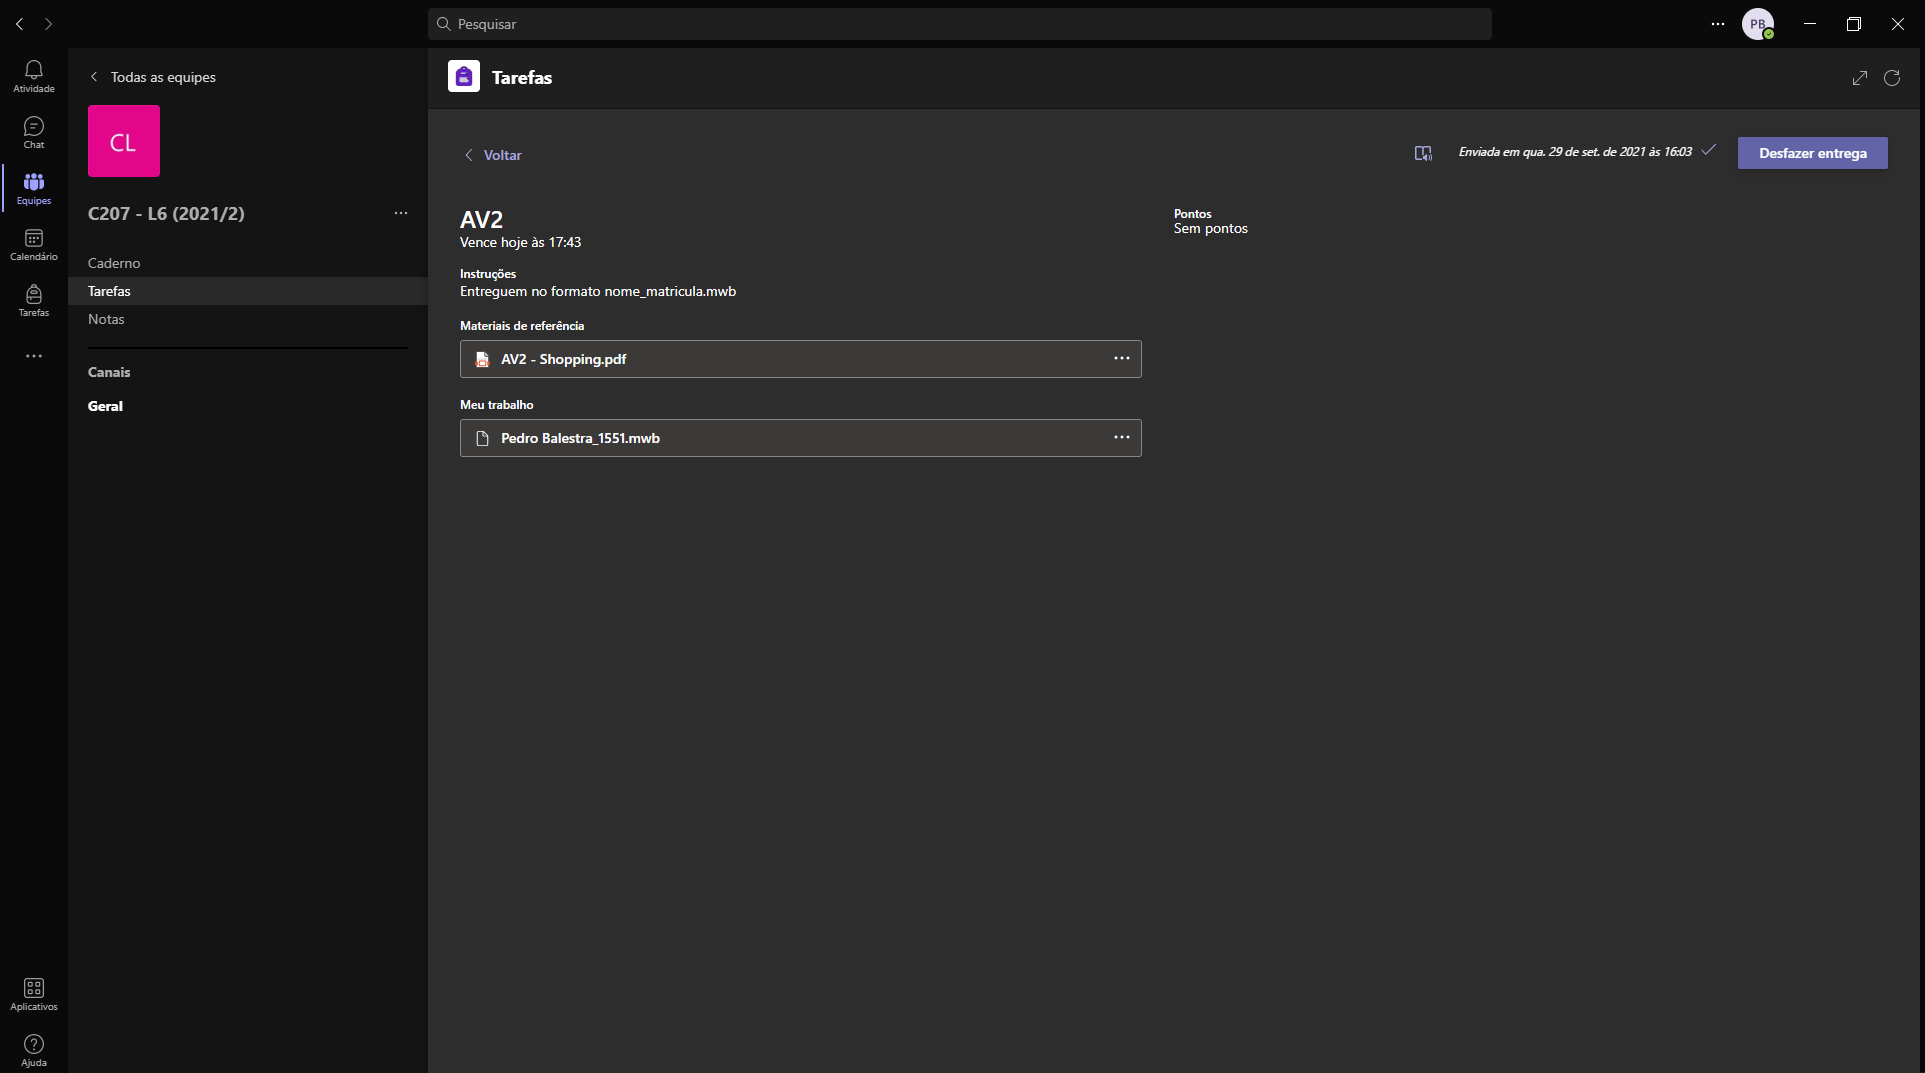 Pesquisar
PB
Atividade
Chat
Equipes
Calendário
Tarefas
Aplicativos
Ajuda
Todas as equipes
CL
C207 - L6 (2021/2)
Caderno
Tarefas
Notas
Canais
Geral
Tarefas
Voltar
Enviada em qua. 29 de set. de 2021 às 16:03
Desfazer entrega
AV2
Vence hoje às 17:43
Instruções
Entreguem no formato nome_matricula.mwb
Materiais de referência
AV2 - Shopping.pdf
Meu trabalho
Pedro Balestra_1551.mwb
Pontos
Sem pontos